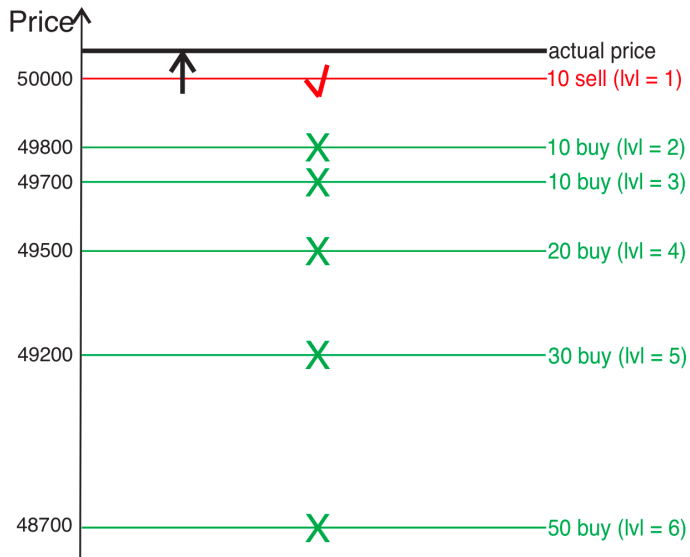 Price
actual price
50000 10 sell (lvl = 1)
49800 10 buy (lvl = 2)
49700 10 buy (lvl = 3)
49500 20 buy (lvl = 4)
49200 30 buy (lvl = 5)
48700 50 buy (lvl = 6)